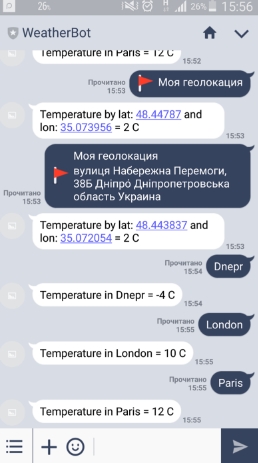 26%
26%
15:56
WeatherBot
Temperature in Paris = 12 C
15:52
Моя геолокация
Прочитано
15:53
Temperature by lat: 48.44787 and
lon: 35.073956 = 2 C
15:53
Моя геолокация
вулиця Набережна Перемоги,
38Б Дніпро́ Дніпропетровська
область Украина
Прочитано
15:53
Temperature by lat: 48.443837 and
lon: 35.072054 = 2 C
15:53
Прочитано
15:54
Dnepr
Temperature in Dnepr = -4 C
15:54
Прочитано
15:55
London
Temperature in London = 10 C
15:55
Прочитано
15:55
Paris
Temperature in Paris = 12 C
15:55